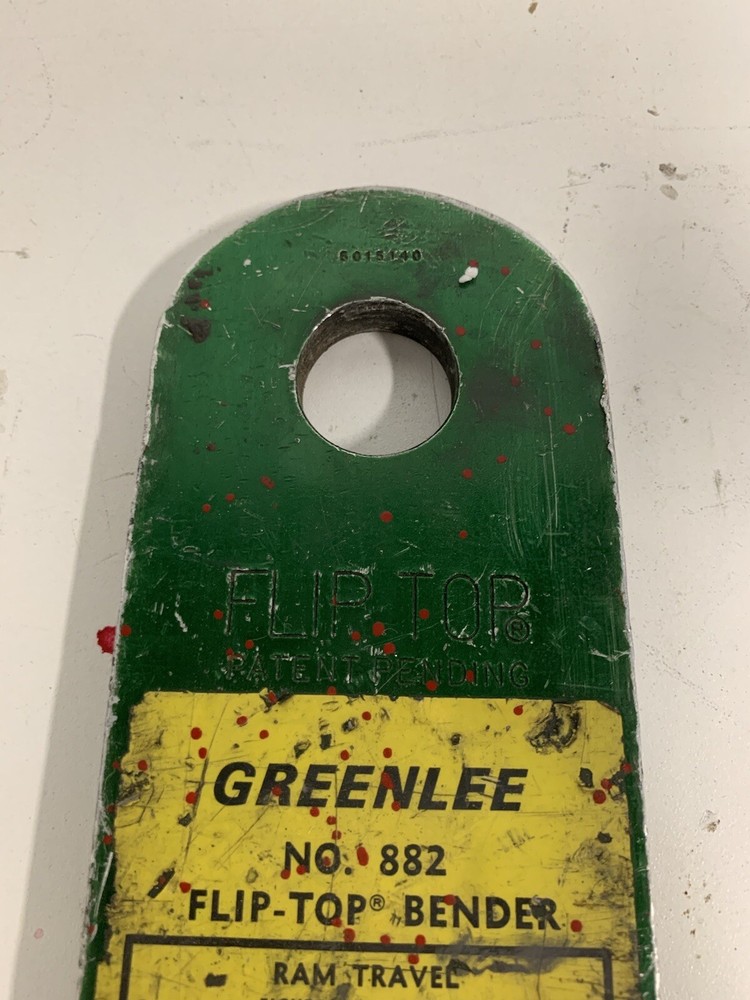 5015140
FLIP TOP®
PATENT PENDING
GREENLEE
NO. 882
FLIP-TOP® BENDER
RAM TRAVEL